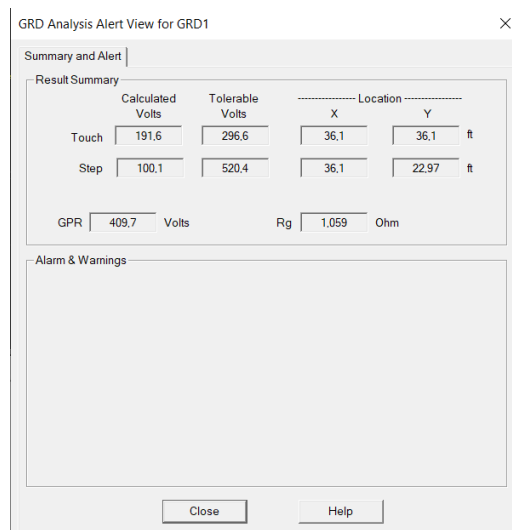 GRD Analysis Alert View for GRD1
Summary and Alert
Result Summary
Calculated Volts Tolerable Volts Location X Y
Touch 191,6 296,6 36,1 36,1 ft
Step 100,1 520,4 36,1 22,97 ft
GPR 409,7 Volts Rg 1,059 Ohm
Alarm & Warnings
Close Help